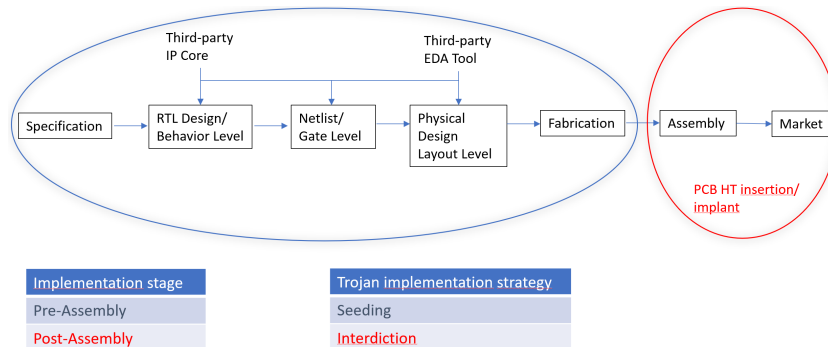 Third-party
IP Core
Third-party
EDA Tool
Specification
RTL Design/
Behavior Level
Netlist/
Gate Level
Physical
Design
Layout Level
Fabrication
Assembly
Market
PCB HT insertion/
implant
Implementation stage
Pre-Assembly
Post-Assembly
Trojan implementation strategy
Seeding
Interdiction